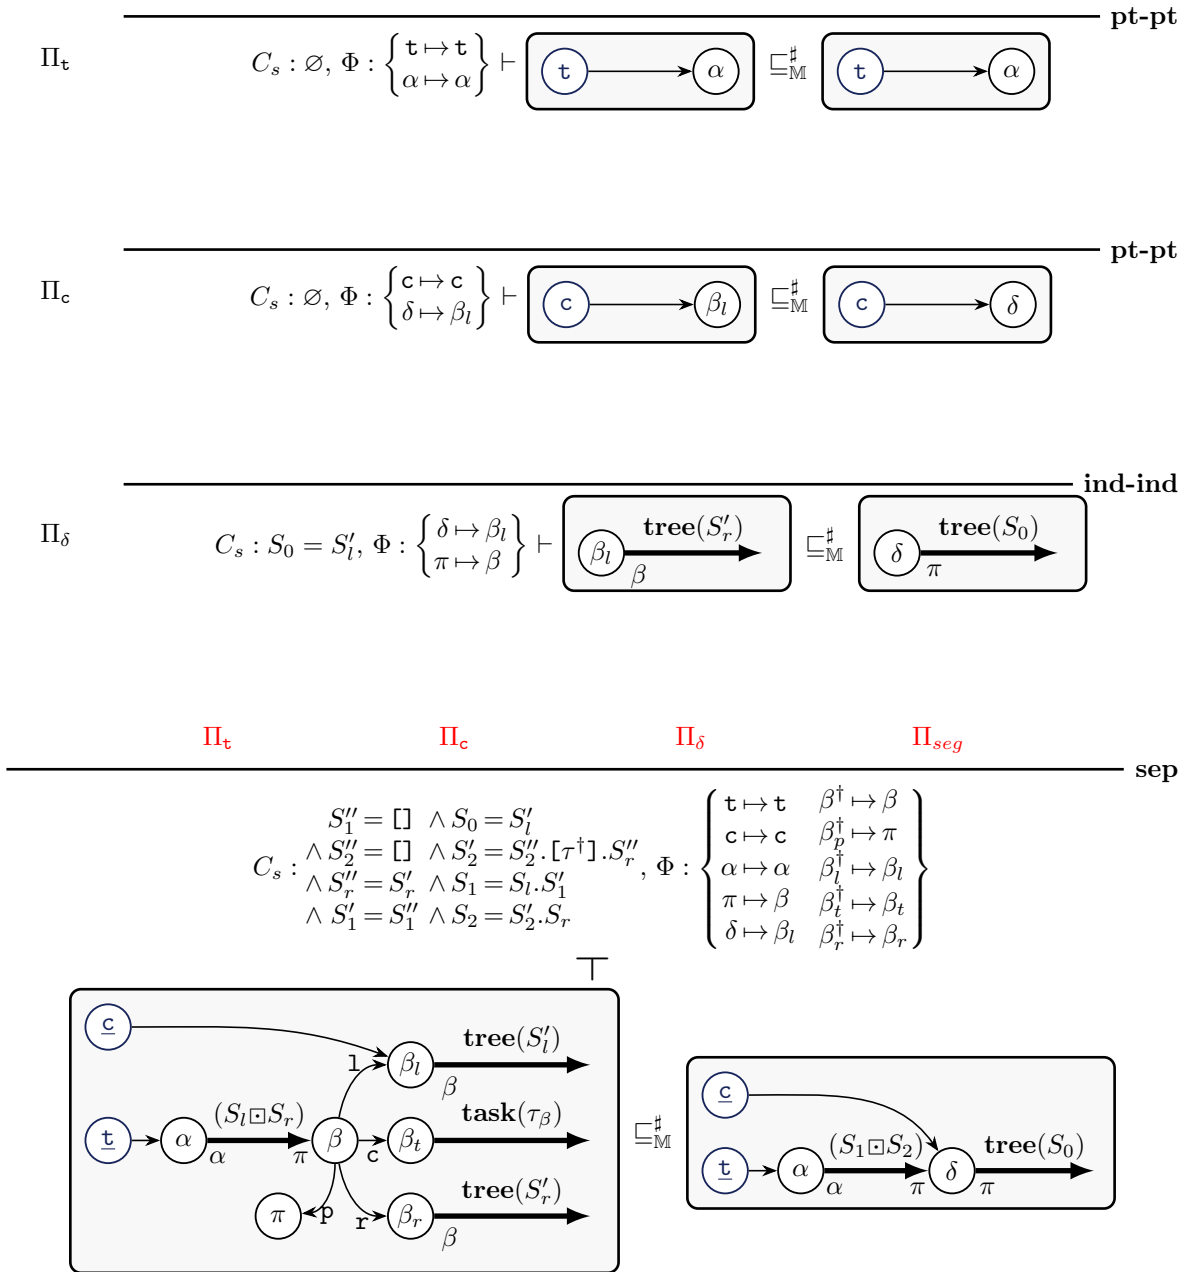 pt-pt
Π_t C_s : ∅, Φ : { t ↦ t
α ↦ α } ⊢ t α ⊑^♯_𝕄 t α
pt-pt
Π_c C_s : ∅, Φ : { c ↦ c
δ ↦ β_l } ⊢ c β_l ⊑^♯_𝕄 c δ
ind-ind
Π_δ C_s : S_0 = S′_l, Φ : { δ ↦ β_l
π ↦ β } ⊢ β_l β tree(S′_r) ⊑^♯_𝕄 δ π tree(S_0)
Π_t Π_c Π_δ Π_seg
sep
C_s : S″_1 = [] ∧ S_0 = S′_l
∧ S″_2 = [] ∧ S′_2 = S″_2.[τ^†].S″_r
∧ S″_r = S′_r ∧ S_1 = S_l.S′_1
∧ S′_1 = S″_1 ∧ S_2 = S′_2.S_r
, Φ : { t ↦ t β^† ↦ β
c ↦ c β^†_p ↦ π
α ↦ α β^†_l ↦ β_l
π ↦ β β^†_t ↦ β_t
δ ↦ β_l β^†_r ↦ β_r }
⊤
c l β_l β tree(S′_l)
t α α (S_l⊡S_r) π β c β_t task(τ_β)
π p r β_r β tree(S′_r)
⊑^♯_𝕄
c
t α α (S_1⊡S_2) π δ π tree(S_0)